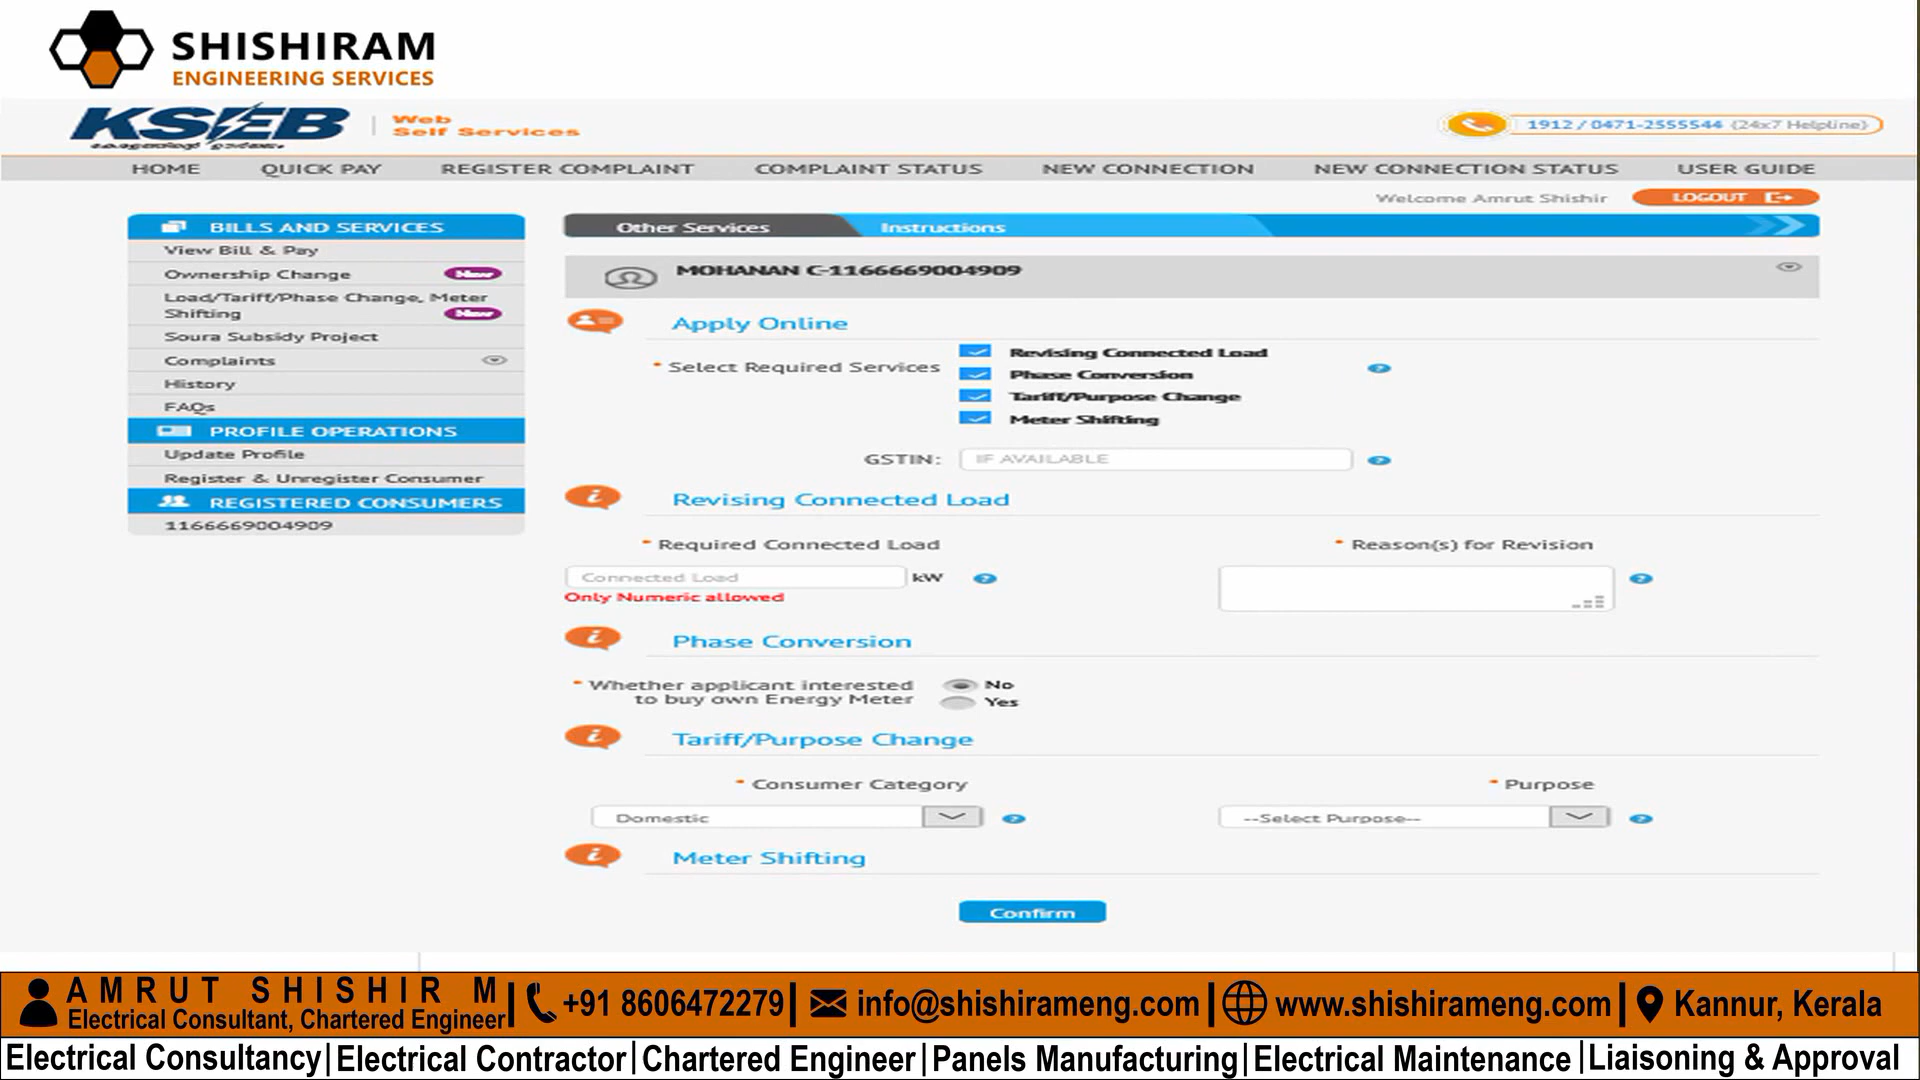 SHISHIRAM
ENGINEERING SERVICES
KSEB
Web
Self Services
1912 / 0471-2555544 (24x7 Helpline)
HOME QUICK PAY REGISTER COMPLAINT COMPLAINT STATUS NEW CONNECTION NEW CONNECTION STATUS USER GUIDE
Welcome Amrut Shishir LOGOUT
BILLS AND SERVICES
View Bill & Pay
Ownership Change New
Load/Tariff/Phase Change, Meter
Shifting New
Soura Subsidy Project
Complaints
History
FAQs
PROFILE OPERATIONS
Update Profile
Register & Unregister Consumer
REGISTERED CONSUMERS
1166669004909
Other Services Instructions
MOHANAN C-1166669004909
Apply Online
* Select Required Services
Revising Connected Load
Phase Conversion
Tariff/Purpose Change
Meter Shifting
GSTIN: IF AVAILABLE
Revising Connected Load
* Required Connected Load * Reason(s) for Revision
Connected Load kW
Only Numeric allowed
Phase Conversion
* Whether applicant interested No
to buy own Energy Meter Yes
Tariff/Purpose Change
* Consumer Category * Purpose
Domestic --Select Purpose--
Meter Shifting
Confirm
AMRUT SHISHIR M
Electrical Consultant, Chartered Engineer
+91 8606472279| info@shishirameng.com | www.shishirameng.com | Kannur, Kerala
Electrical Consultancy|Electrical Contractor|Chartered Engineer|Panels Manufacturing|Electrical Maintenance |Liaisoning & Approval